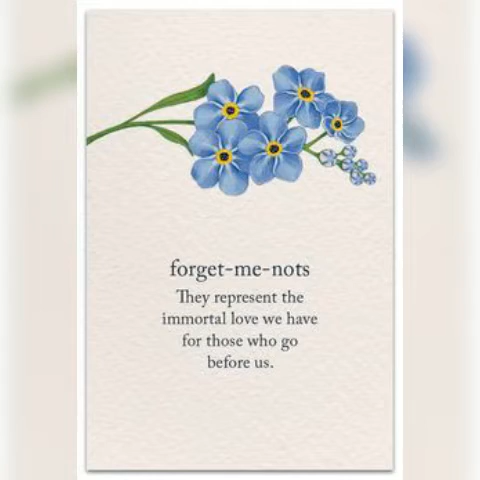 forget-me-nots
They represent the
immortal love we have
for those who go
before us.